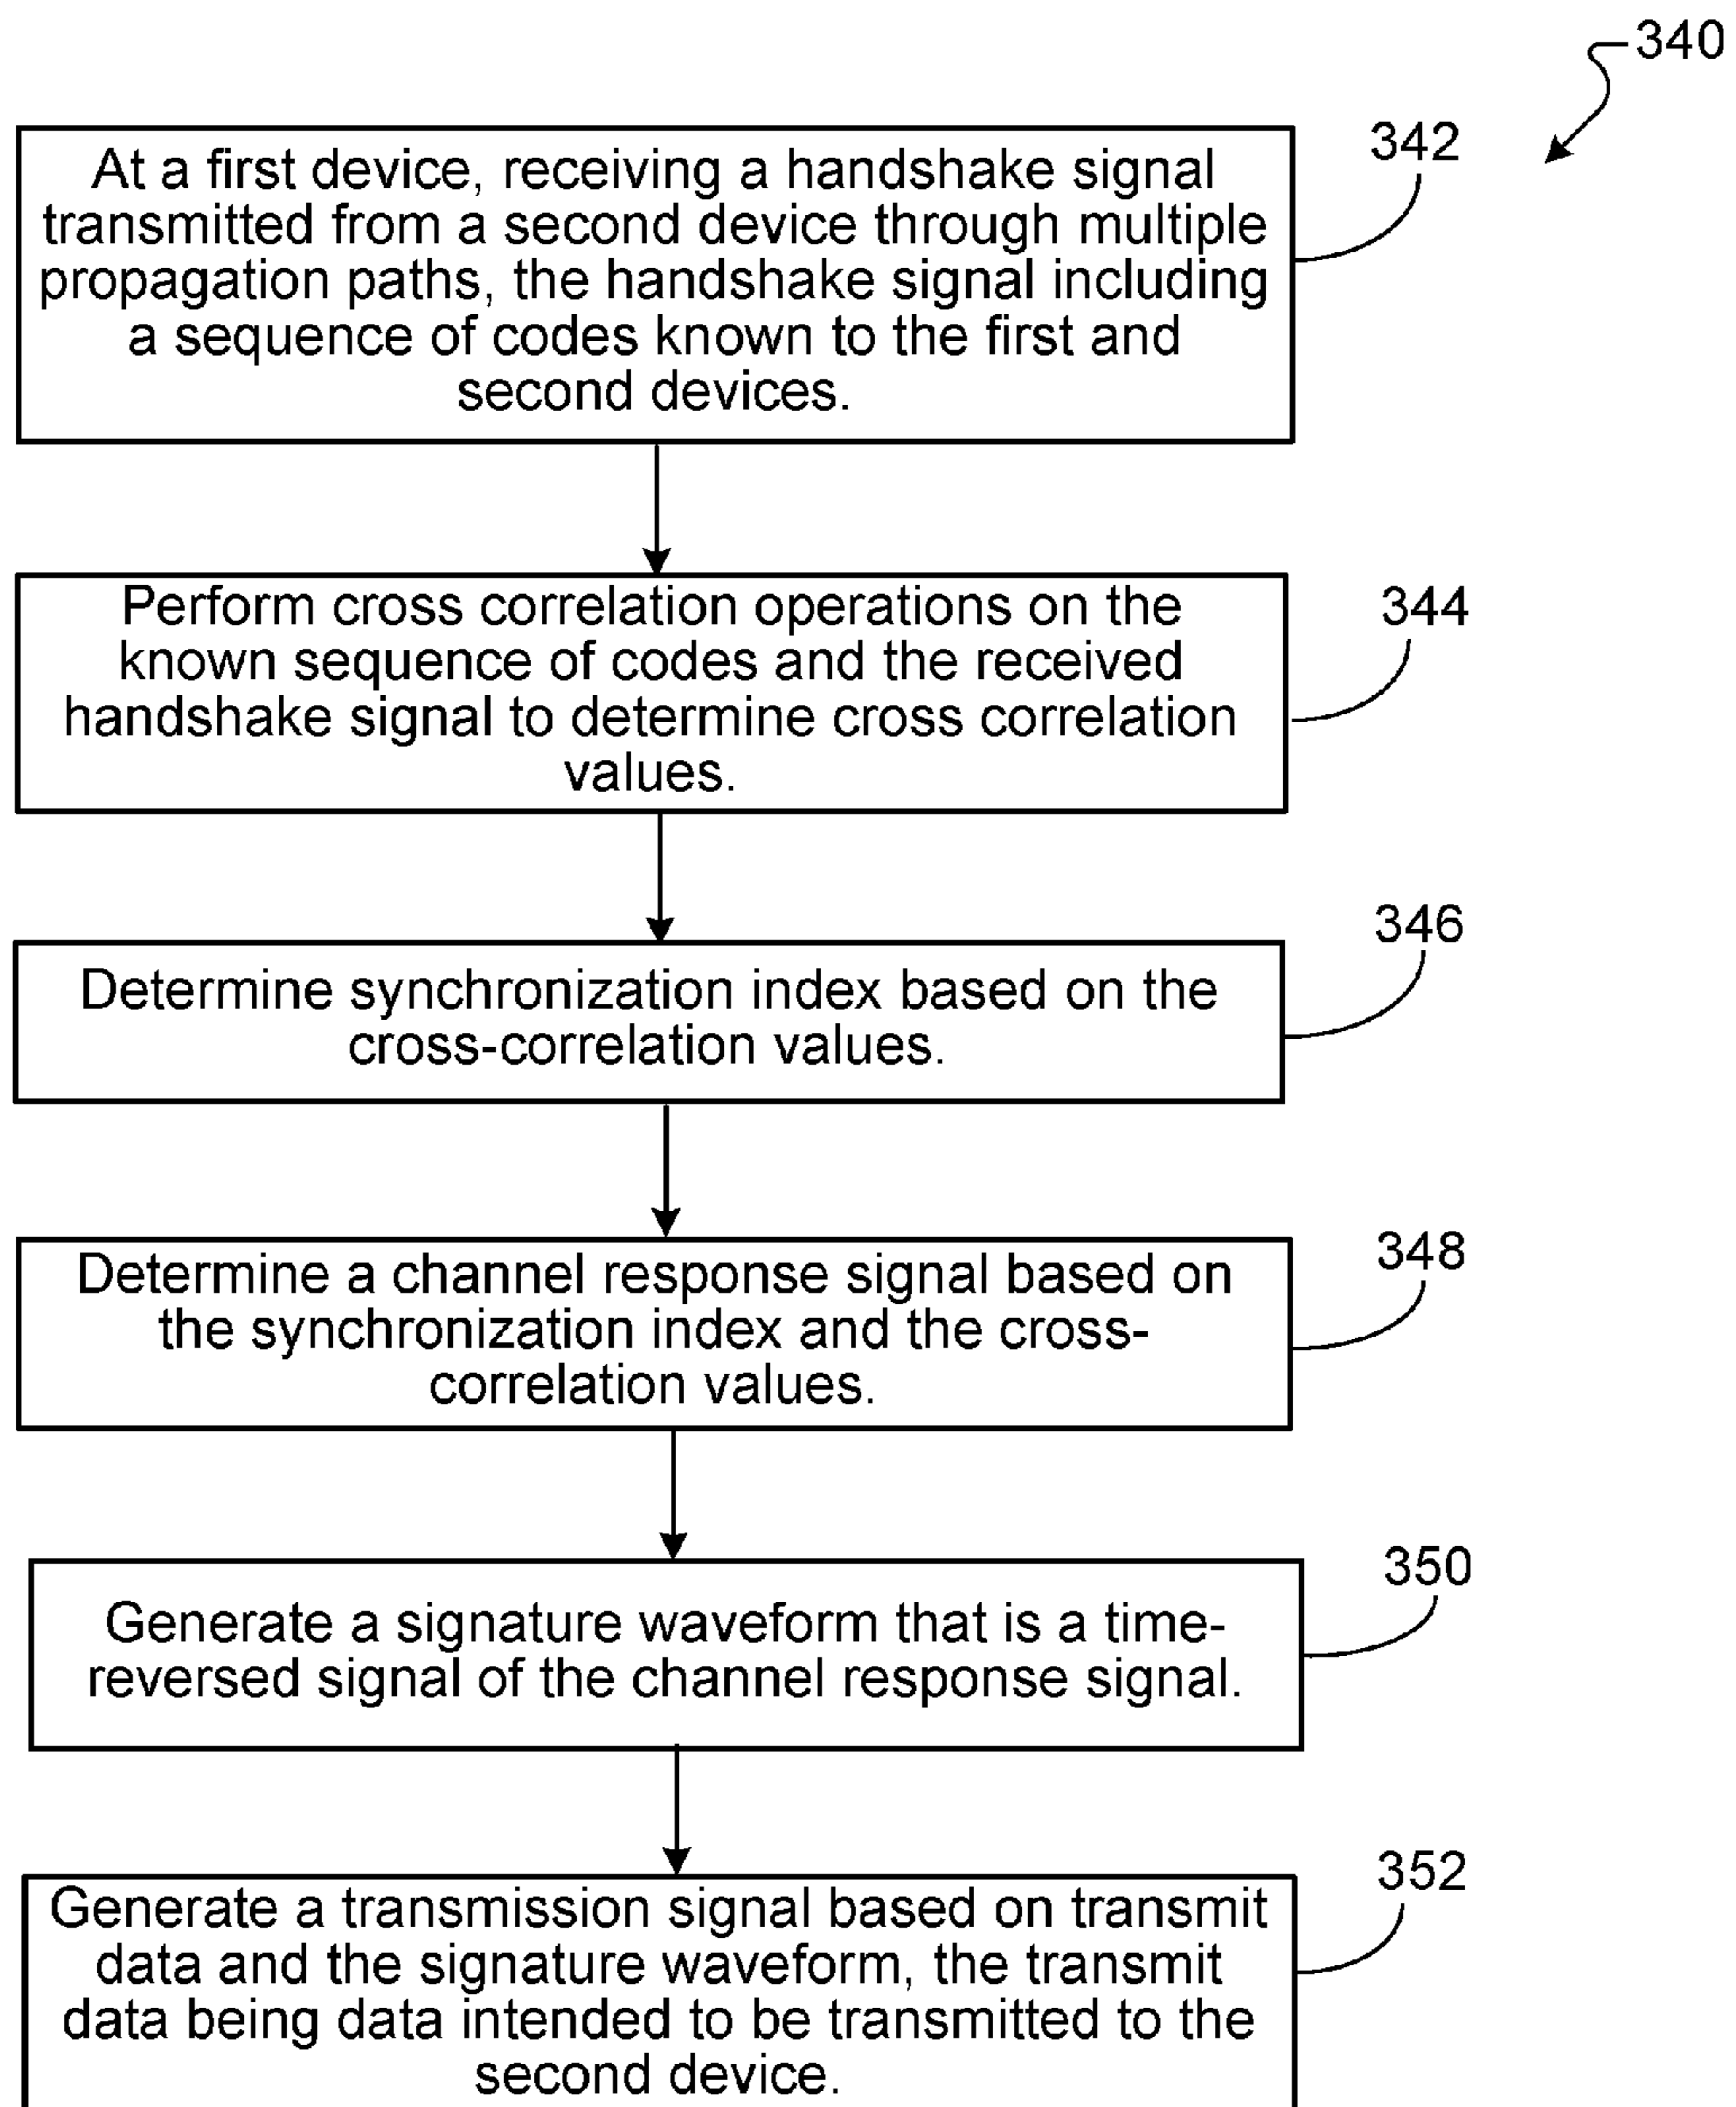 340
342
At a first device, receiving a handshake signal
transmitted from a second device through multiple
propagation paths, the handshake signal including
a sequence of codes known to the first and
second devices.
344
Perform cross correlation operations on the
known sequence of codes and the received
handshake signal to determine cross correlation
values.
346
Determine synchronization index based on the
cross-correlation values.
348
Determine a channel response signal based on
the synchronization index and the cross-
correlation values.
350
Generate a signature waveform that is a time-
reversed signal of the channel response signal.
352
Generate a transmission signal based on transmit
data and the signature waveform, the transmit
data being data intended to be transmitted to the
second device.